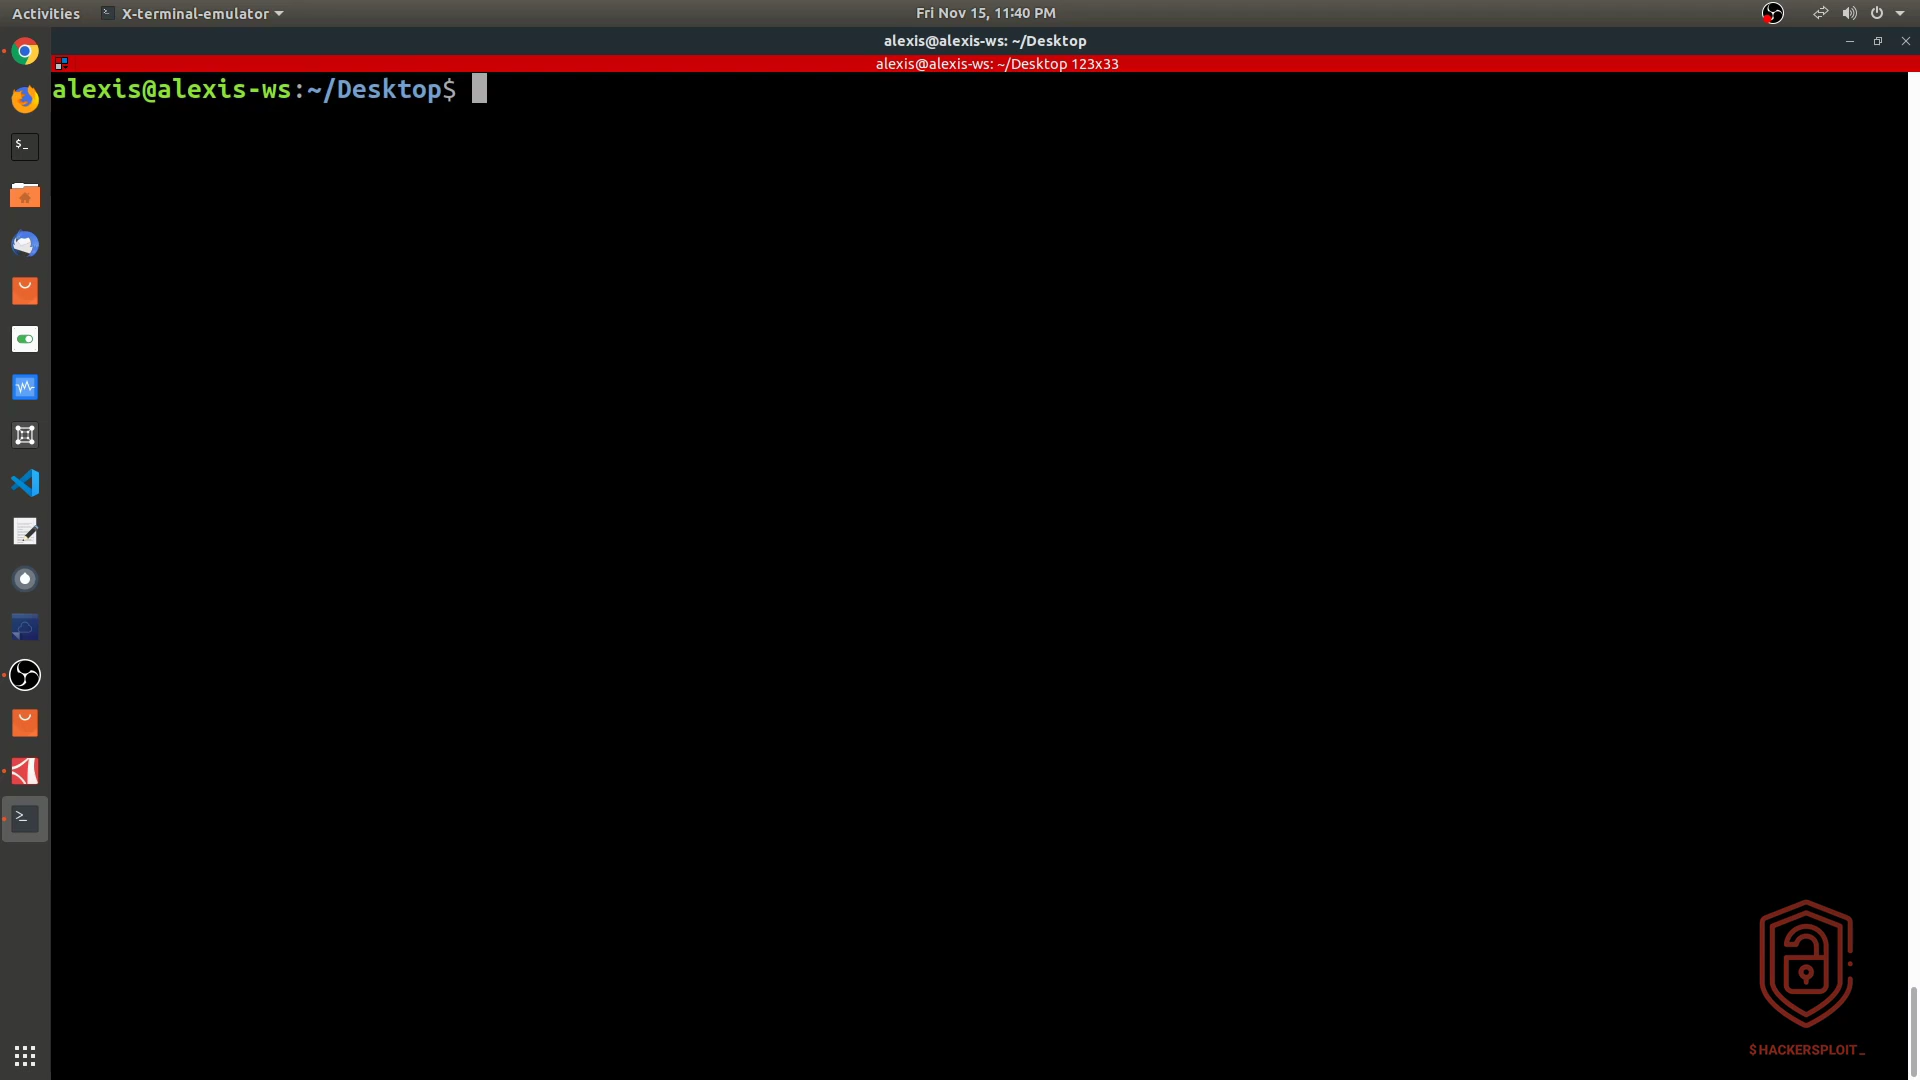 Activities
X-terminal-emulator
Fri Nov 15, 11:40 PM
alexis@alexis-ws: ~/Desktop
alexis@alexis-ws: ~/Desktop 123x33
alexis@alexis-ws:~/Desktop$
$HACKERSPLOIT_